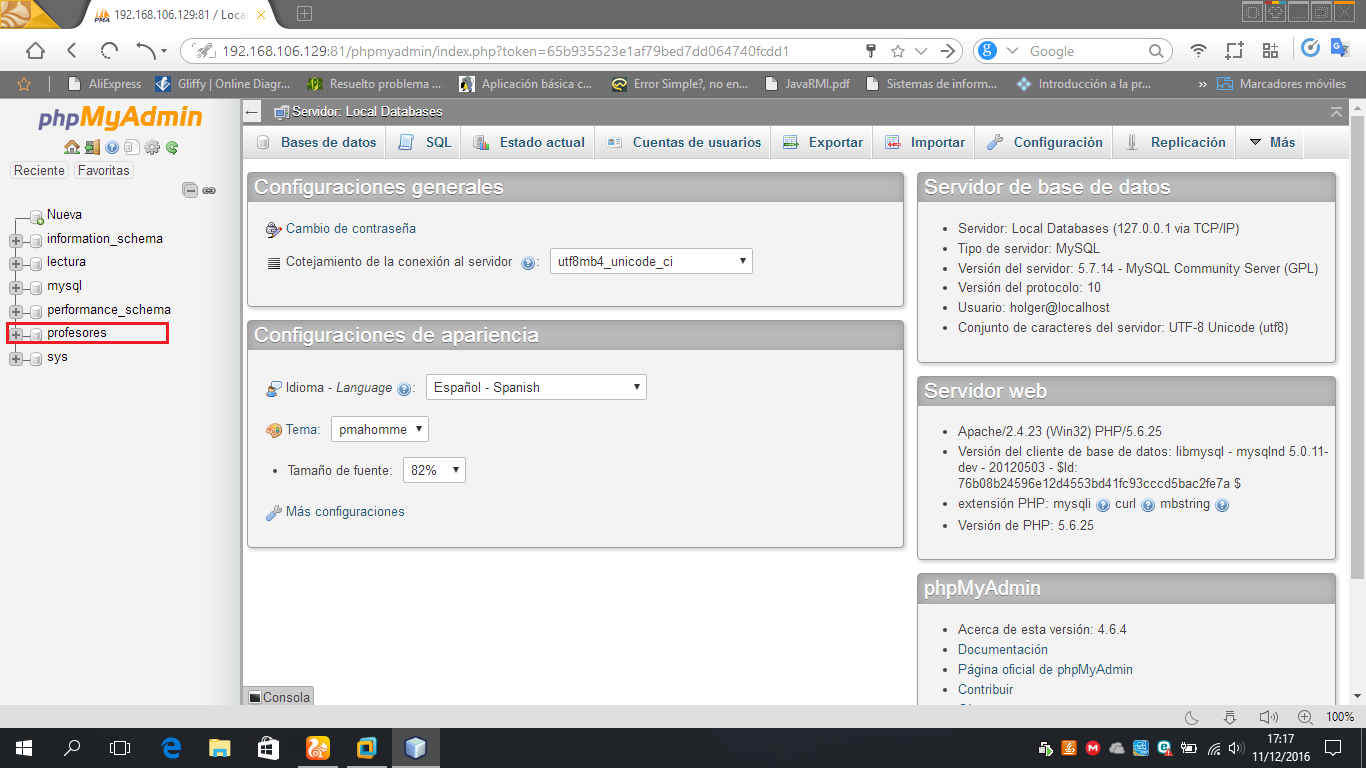 192.168.106.129:81 / Loca
192.168.106.129:81/phpmyadmin/index.php?token=65b935523e1af79bed7dd064740fcdd1
Google
AliExpress
Gliffy | Online Diagr...
Resuelto problema ...
Aplicación básica c...
Error Simple?, no en...
JavaRMI.pdf
Sistemas de inform...
Introducción a la pr...
»
Marcadores móviles
phpMyAdmin
Reciente
Favoritas
Nueva
information_schema
lectura
mysql
performance_schema
profesores
sys
Servidor: Local Databases
Bases de datos
SQL
Estado actual
Cuentas de usuarios
Exportar
Importar
Configuración
Replicación
Más
Configuraciones generales
Cambio de contraseña
Cotejamiento de la conexión al servidor : utf8mb4_unicode_ci
Configuraciones de apariencia
Idioma - Language : Español - Spanish
Tema: pmahomme
• Tamaño de fuente: 82%
Más configuraciones
Consola
Servidor de base de datos
• Servidor: Local Databases (127.0.0.1 via TCP/IP)
• Tipo de servidor: MySQL
• Versión del servidor: 5.7.14 - MySQL Community Server (GPL)
• Versión del protocolo: 10
• Usuario: holger@localhost
• Conjunto de caracteres del servidor: UTF-8 Unicode (utf8)
Servidor web
• Apache/2.4.23 (Win32) PHP/5.6.25
• Versión del cliente de base de datos: libmysql - mysqlnd 5.0.11-
dev - 20120503 - $Id:
76b08b24596e12d4553bd41fc93cccd5bac2fe7a $
• extensión PHP: mysqli curl mbstring
• Versión de PHP: 5.6.25
phpMyAdmin
• Acerca de esta versión: 4.6.4
• Documentación
• Página oficial de phpMyAdmin
• Contribuir
100%
17:17
11/12/2016